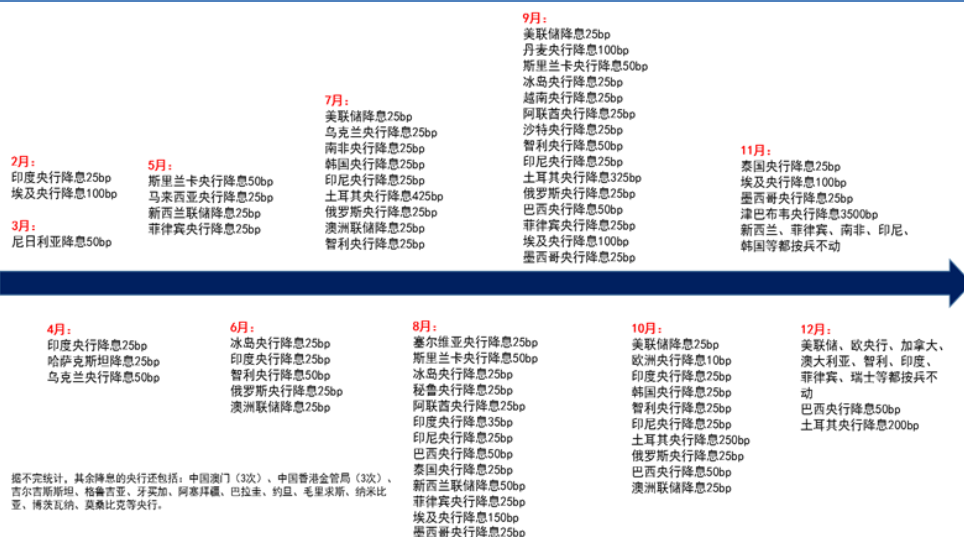 2月：
印度央行降息25bp
埃及央行降息100bp
3月：
尼日利亚降息50bp
4月：
印度央行降息25bp
哈萨克斯坦降息25bp
乌克兰央行降息50bp
5月：
斯里兰卡央行降息50bp
马来西亚央行降息25bp
新西兰联储降息25bp
菲律宾央行降息25bp
6月：
冰岛央行降息25bp
印度央行降息25bp
智利央行降息50bp
俄罗斯央行降息25bp
澳洲联储降息25bp
7月：
美联储降息25bp
乌克兰央行降息25bp
南非央行降息25bp
韩国央行降息25bp
印尼央行降息25bp
土耳其央行降息425bp
俄罗斯央行降息25bp
澳洲联储降息25bp
智利央行降息25bp
8月：
塞尔维亚央行降息25bp
斯里兰卡央行降息50bp
冰岛央行降息25bp
秘鲁央行降息25bp
阿联酋央行降息25bp
印度央行降息35bp
印尼央行降息25bp
巴西央行降息50bp
泰国央行降息25bp
新西兰联储降息50bp
菲律宾央行降息25bp
埃及央行降息150bp
墨西哥央行降息25bp
9月：
美联储降息25bp
丹麦央行降息100bp
斯里兰卡央行降息50bp
冰岛央行降息25bp
越南央行降息25bp
阿联酋央行降息25bp
沙特央行降息25bp
智利央行降息50bp
印尼央行降息25bp
土耳其央行降息325bp
俄罗斯央行降息25bp
巴西央行降息50bp
菲律宾央行降息25bp
埃及央行降息100bp
墨西哥央行降息25bp
10月：
美联储降息25bp
欧洲央行降息10bp
印度央行降息25bp
韩国央行降息25bp
智利央行降息25bp
印尼央行降息25bp
土耳其央行降息250bp
俄罗斯央行降息25bp
巴西央行降息50bp
澳洲联储降息25bp
11月：
泰国央行降息25bp
埃及央行降息100bp
墨西哥央行降息25bp
津巴布韦央行降息3500bp
新西兰、菲律宾、南非、印尼、
韩国等都按兵不动
12月：
美联储、欧央行、加拿大、
澳大利亚、智利、印度、
菲律宾、瑞士等都按兵不
动
巴西央行降息50bp
土耳其央行降息200bp
据不完统计，其余降息的央行还包括：中国澳门（3次）、中国香港金管局（3次）、
吉尔吉斯斯坦、格鲁吉亚、牙买加、阿塞拜疆、巴拉圭、约旦、毛里求斯、纳米比
亚、博茨瓦纳、莫桑比克等央行。